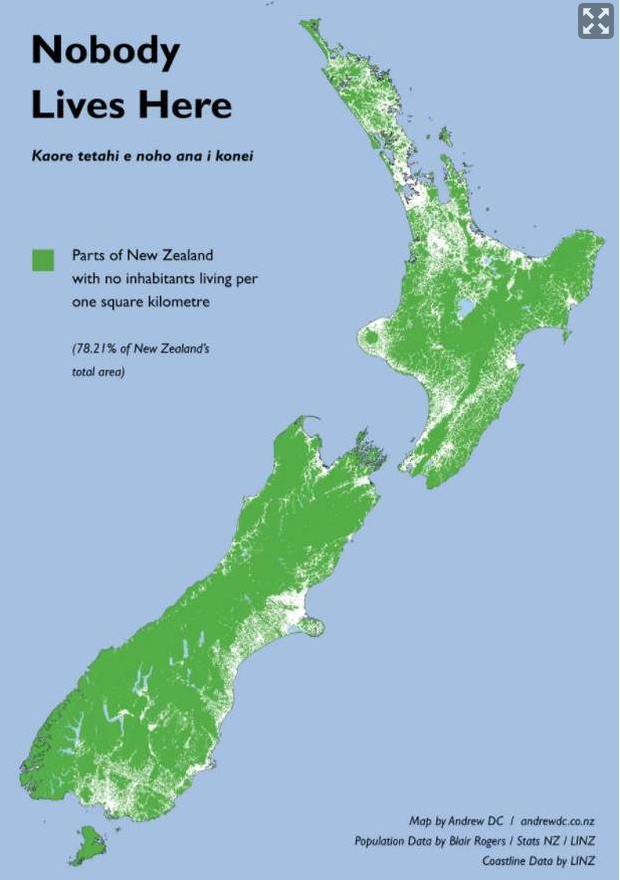 Nobody
Lives Here
Kaore tetahi e noho ana i konei
Parts of New Zealand
with no inhabitants living per
one square kilometre
(78.21% of New Zealand's
total area)
Map by Andrew DC / andrewdc.co.nz
Population Data by Blair Rogers / Stats NZ / LINZ
Coastline Data by LINZ